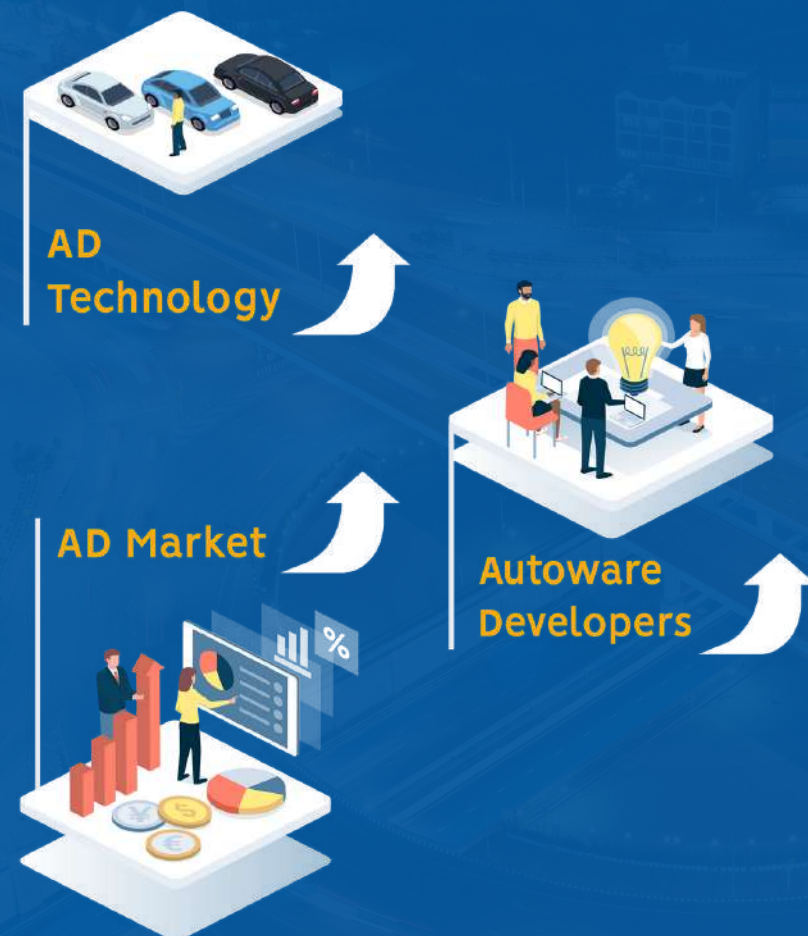 AD
Technology
AD Market
%
¥
$
€
Autoware
Developers